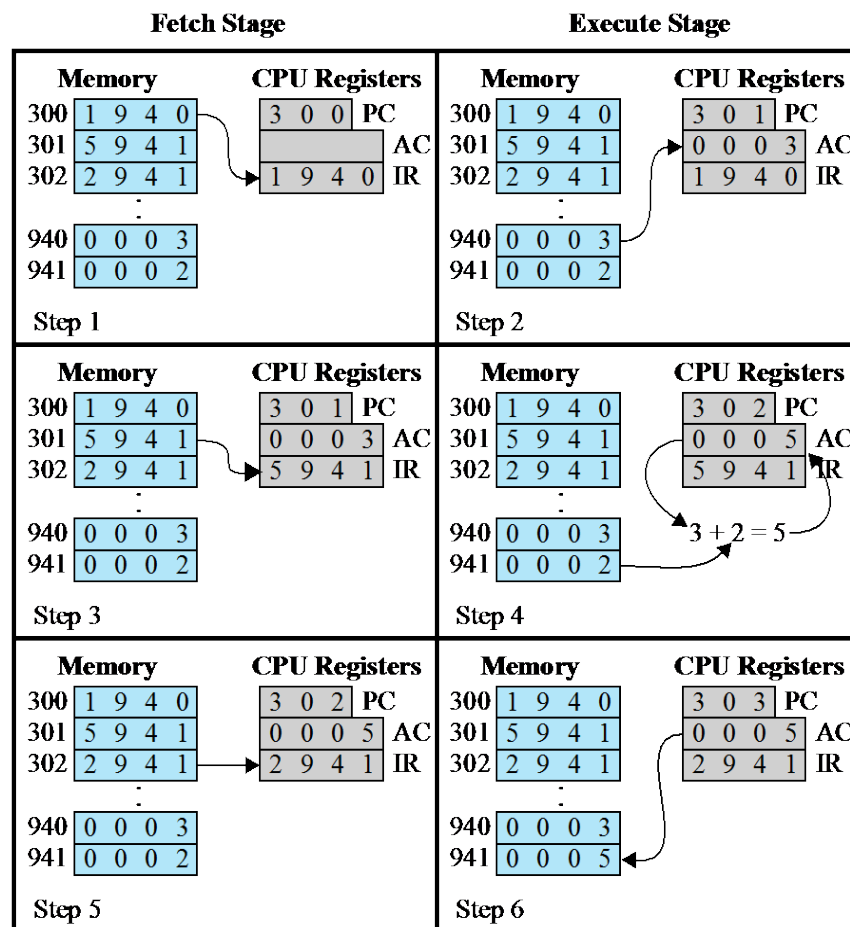 Fetch Stage Execute Stage
Memory CPU Registers Memory CPU Registers
300 1 9 4 0 3 0 0 PC 300 1 9 4 0 3 0 1 PC
301 5 9 4 1 AC 301 5 9 4 1 0 0 0 3 AC
302 2 9 4 1 1 9 4 0 IR 302 2 9 4 1 1 9 4 0 IR
940 0 0 0 3 940 0 0 0 3
941 0 0 0 2 941 0 0 0 2
Step 1 Step 2
Memory CPU Registers Memory CPU Registers
300 1 9 4 0 3 0 1 PC 300 1 9 4 0 3 0 2 PC
301 5 9 4 1 0 0 0 3 AC 301 5 9 4 1 0 0 0 5 AC
302 2 9 4 1 5 9 4 1 IR 302 2 9 4 1 5 9 4 1 IR
940 0 0 0 3 940 0 0 0 3 3 + 2 = 5
941 0 0 0 2 941 0 0 0 2
Step 3 Step 4
Memory CPU Registers Memory CPU Registers
300 1 9 4 0 3 0 2 PC 300 1 9 4 0 3 0 3 PC
301 5 9 4 1 0 0 0 5 AC 301 5 9 4 1 0 0 0 5 AC
302 2 9 4 1 2 9 4 1 IR 302 2 9 4 1 2 9 4 1 IR
940 0 0 0 3 940 0 0 0 3
941 0 0 0 2 941 0 0 0 5
Step 5 Step 6